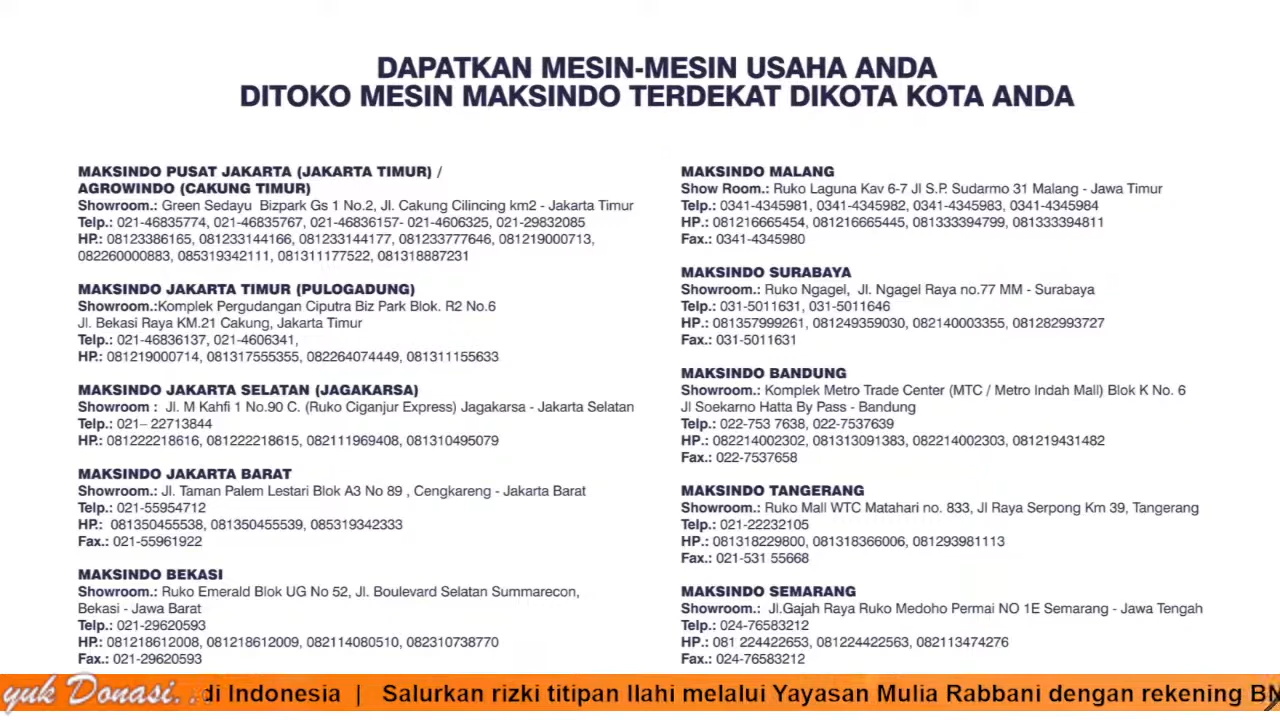 DAPATKAN MESIN-MESIN USAHA ANDA
DITOKO MESIN MAKSINDO TERDEKAT DIKOTA KOTA ANDA
MAKSINDO PUSAT JAKARTA (JAKARTA TIMUR) /
AGROWINDO (CAKUNG TIMUR)
Showroom.: Green Sedayu Bizpark Gs 1 No.2, Jl. Cakung Cilincing km2 - Jakarta Timur
Telp.: 021-46835774, 021-46835767, 021-46836157- 021-4606325, 021-29832085
HP.: 08123386165, 081233144166, 081233144177, 081233777646, 081219000713,
082260000883, 085319342111, 081311177522, 081318887231
MAKSINDO JAKARTA TIMUR (PULOGADUNG)
Showroom.:Komplek Pergudangan Ciputra Biz Park Blok. R2 No.6
Jl. Bekasi Raya KM.21 Cakung, Jakarta Timur
Telp.: 021-46836137, 021-4606341,
HP.: 081219000714, 081317555355, 082264074449, 081311155633
MAKSINDO JAKARTA SELATAN (JAGAKARSA)
Showroom : Jl. M Kahfi 1 No.90 C. (Ruko Ciganjur Express) Jagakarsa - Jakarta Selatan
Telp.: 021– 22713844
HP.: 081222218616, 081222218615, 082111969408, 081310495079
MAKSINDO JAKARTA BARAT
Showroom.: Jl. Taman Palem Lestari Blok A3 No 89 , Cengkareng - Jakarta Barat
Telp.: 021-55954712
HP.: 081350455538, 081350455539, 085319342333
Fax.: 021-55961922
MAKSINDO BEKASI
Showroom.: Ruko Emerald Blok UG No 52, Jl. Boulevard Selatan Summarecon,
Bekasi - Jawa Barat
Telp.: 021-29620593
HP.: 081218612008, 081218612009, 082114080510, 082310738770
Fax.: 021-29620593
MAKSINDO MALANG
Show Room.: Ruko Laguna Kav 6-7 Jl S.P. Sudarmo 31 Malang - Jawa Timur
Telp.: 0341-4345981, 0341-4345982, 0341-4345983, 0341-4345984
HP.: 081216665454, 081216665445, 081333394799, 081333394811
Fax.: 0341-4345980
MAKSINDO SURABAYA
Showroom.: Ruko Ngagel, Jl. Ngagel Raya no.77 MM - Surabaya
Telp.: 031-5011631, 031-5011646
HP.: 081357999261, 081249359030, 082140003355, 081282993727
Fax.: 031-5011631
MAKSINDO BANDUNG
Showroom.: Komplek Metro Trade Center (MTC / Metro Indah Mall) Blok K No. 6
Jl Soekarno Hatta By Pass - Bandung
Telp.: 022-753 7638, 022-7537639
HP.: 082214002302, 081313091383, 082214002303, 081219431482
Fax.: 022-7537658
MAKSINDO TANGERANG
Showroom.: Ruko Mall WTC Matahari no. 833, Jl Raya Serpong Km 39, Tangerang
Telp.: 021-22232105
HP.: 081318229800, 081318366006, 081293981113
Fax.: 021-531 55668
MAKSINDO SEMARANG
Showroom.: Jl.Gajah Raya Ruko Medoho Permai NO 1E Semarang - Jawa Tengah
Telp.: 024-76583212
HP.: 081 224422653, 081224422563, 082113474276
Fax.: 024-76583212
yuk Donasi... di Indonesia | Salurkan rizki titipan Ilahi melalui Yayasan Mulia Rabbani dengan rekening